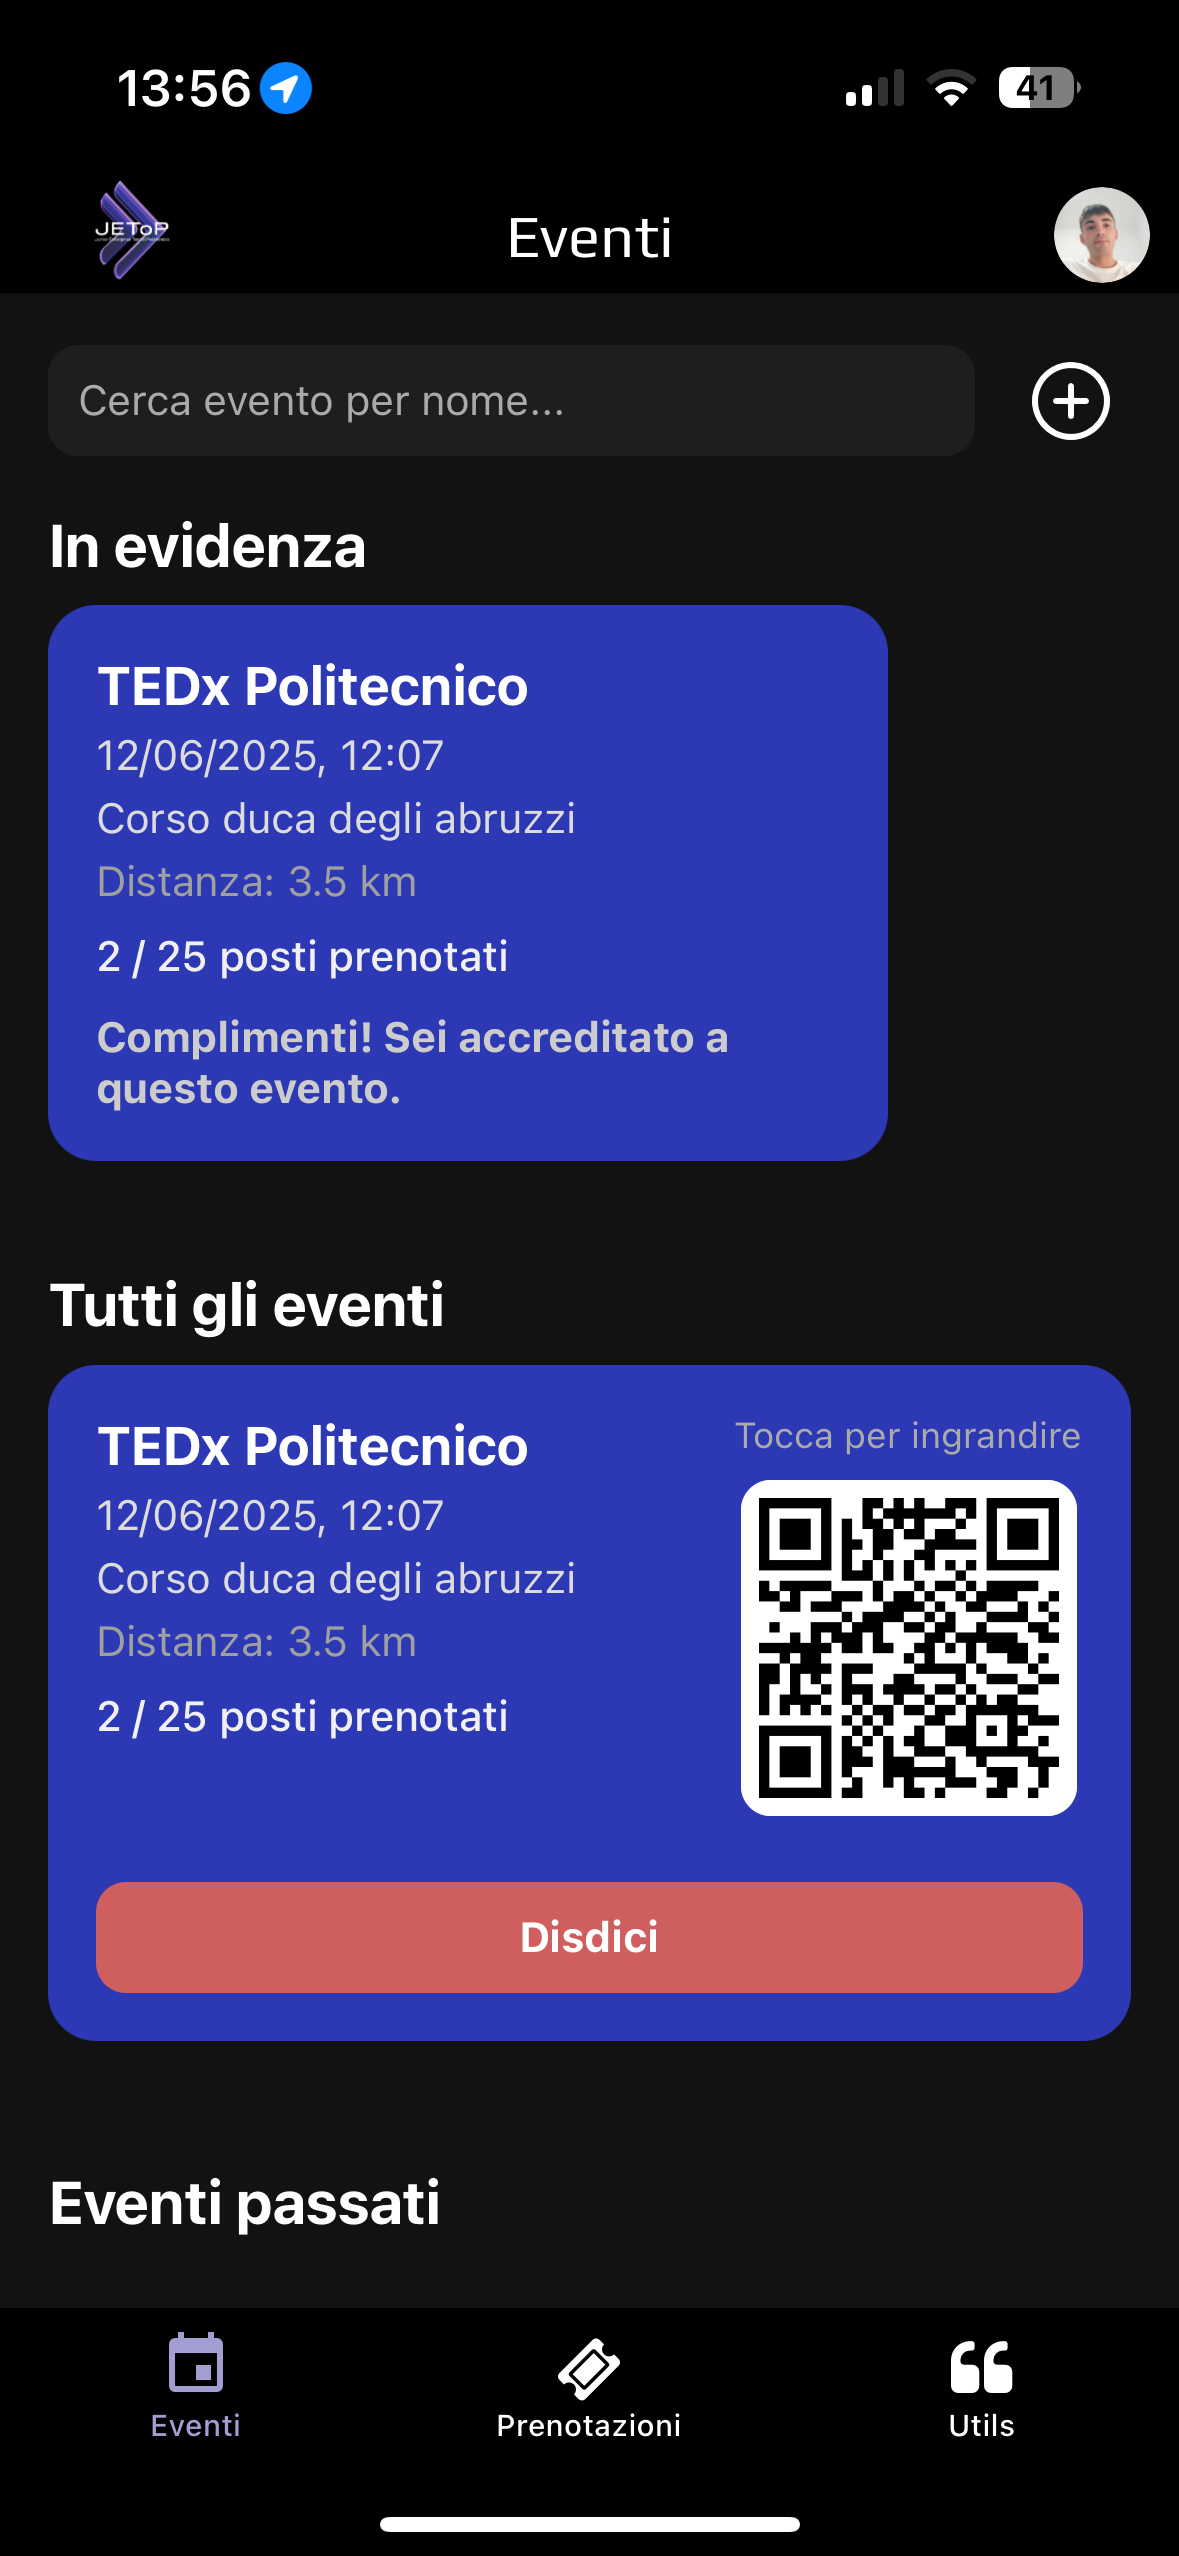 13:56
41
JEToP
Eventi
Cerca evento per nome...
In evidenza
TEDx Politecnico
12/06/2025, 12:07
Corso duca degli abruzzi
Distanza: 3.5 km
2 / 25 posti prenotati
Complimenti! Sei accreditato a
questo evento.
Tutti gli eventi
TEDx Politecnico
Tocca per ingrandire
12/06/2025, 12:07
Corso duca degli abruzzi
Distanza: 3.5 km
2 / 25 posti prenotati
Disdici
Eventi passati
Eventi
Prenotazioni
Utils